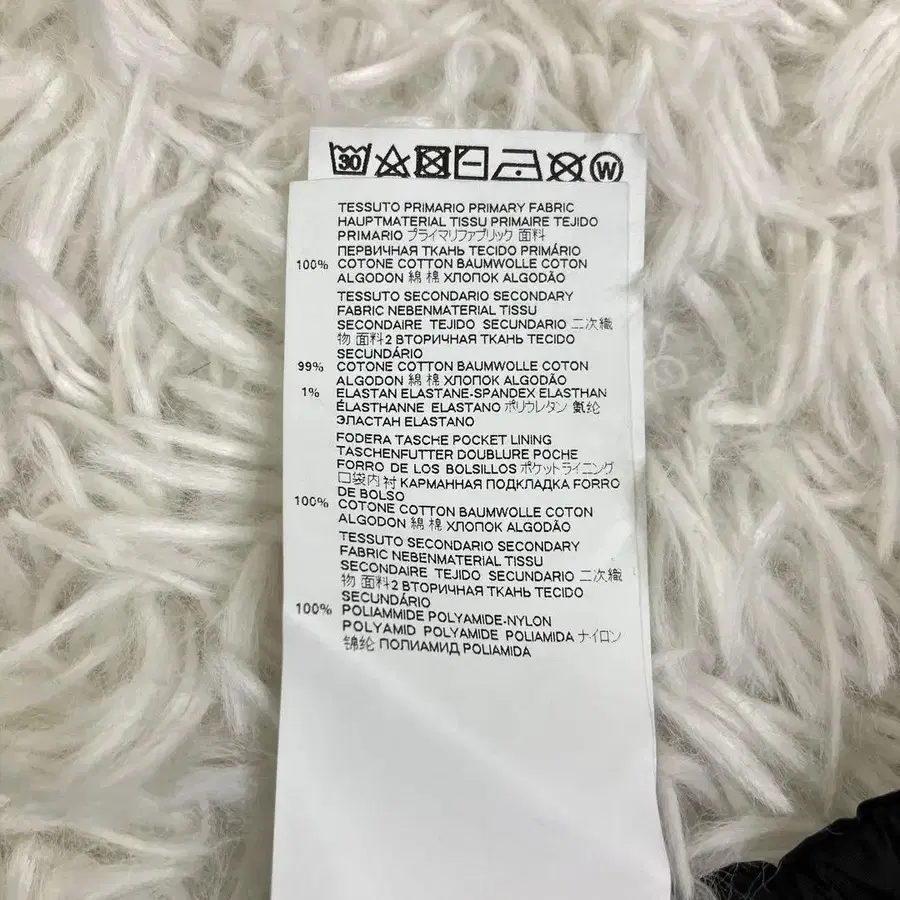 30 W
TESSUTO PRIMARIO PRIMARY FABRIC
HAUPTMATERIAL TISSU PRIMAIRE TEJIDO
PRIMARIO プライマリファブリック 面料
ПЕРВИЧНАЯ ТКАНЬ TECIDO PRIMÁRIO
100% COTONE COTTON BAUMWOLLE COTON
ALGODON 綿 棉 ХЛОПОК ALGODÃO
TESSUTO SECONDARIO SECONDARY
FABRIC NEBENMATERIAL TISSU
SECONDAIRE TEJIDO SECUNDARIO 二次織
物 面料2 ВТОРИЧНАЯ ТКАНЬ TECIDO
SECUNDÁRIO
99% COTONE COTTON BAUMWOLLE COTON
ALGODON 綿 棉 ХЛОПОК ALGODÃO
1% ELASTAN ELASTANE-SPANDEX ELASTHAN
ÉLASTHANNE ELASTANO ポリウレタン 氨纶
ЭЛАСТАН ELASTANO
FODERA TASCHE POCKET LINING
TASCHENFUTTER DOUBLURE POCHE
FORRO DE LOS BOLSILLOS ポケットライニング
口袋内衬 КАРМАННАЯ ПОДКЛАДКА FORRO
DE BOLSO
100% COTONE COTTON BAUMWOLLE COTON
ALGODON 綿 棉 ХЛОПОК ALGODÃO
TESSUTO SECONDARIO SECONDARY
FABRIC NEBENMATERIAL TISSU
SECONDAIRE TEJIDO SECUNDARIO 二次織
物 面料2 ВТОРИЧНАЯ ТКАНЬ TECIDO
SECUNDÁRIO
100% POLIAMMIDE POLYAMIDE-NYLON
POLYAMID POLYAMIDE POLIAMIDA ナイロン
锦纶 ПОЛИАМИД POLIAMIDA